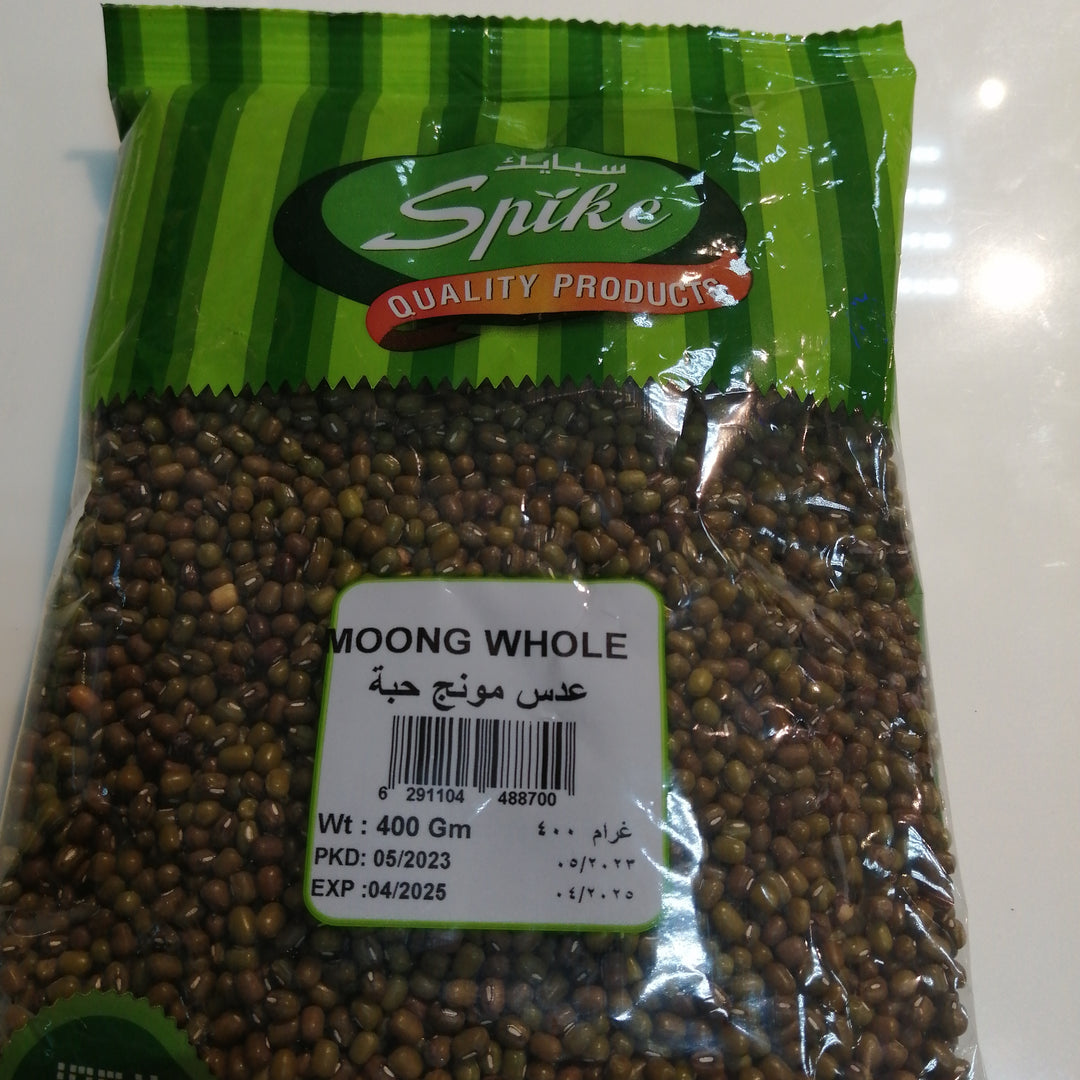 سبايك
Spike
QUALITY PRODUCTS
MOONG WHOLE
عدس مونج حبة
6 291104 488700
Wt : 400 Gm ٤٠٠ غرام
PKD: 05/2023 ٠٥/٢٠٢٣
EXP :04/2025 ٠٤/٢٠٢٥